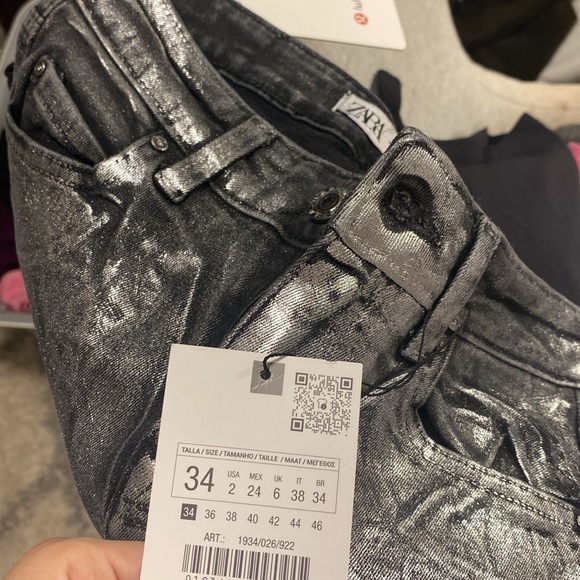 ZARA
TALLA / SIZE / TAMANHO / TAILLE / MAAT / ΜΕΓΕΘΟΣ
34 USA 2 MEX 24 UK 6 IT 38 BR 34
34 36 38 40 42 44 46
ART.: 1934/026/922